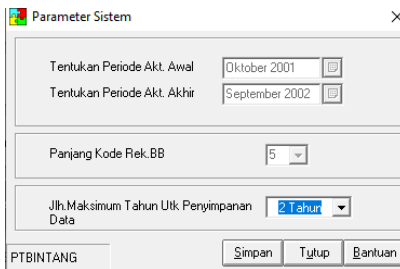 Parameter Sistem
Tentukan Periode Akt. Awal
Oktober 2001
Tentukan Periode Akt. Akhir
September 2002
Panjang Kode Rek.BB
5
Jlh.Maksimum Tahun Utk Penyimpanan
Data
2 Tahun
PTBINTANG
Simpan
Tutup
Bantuan